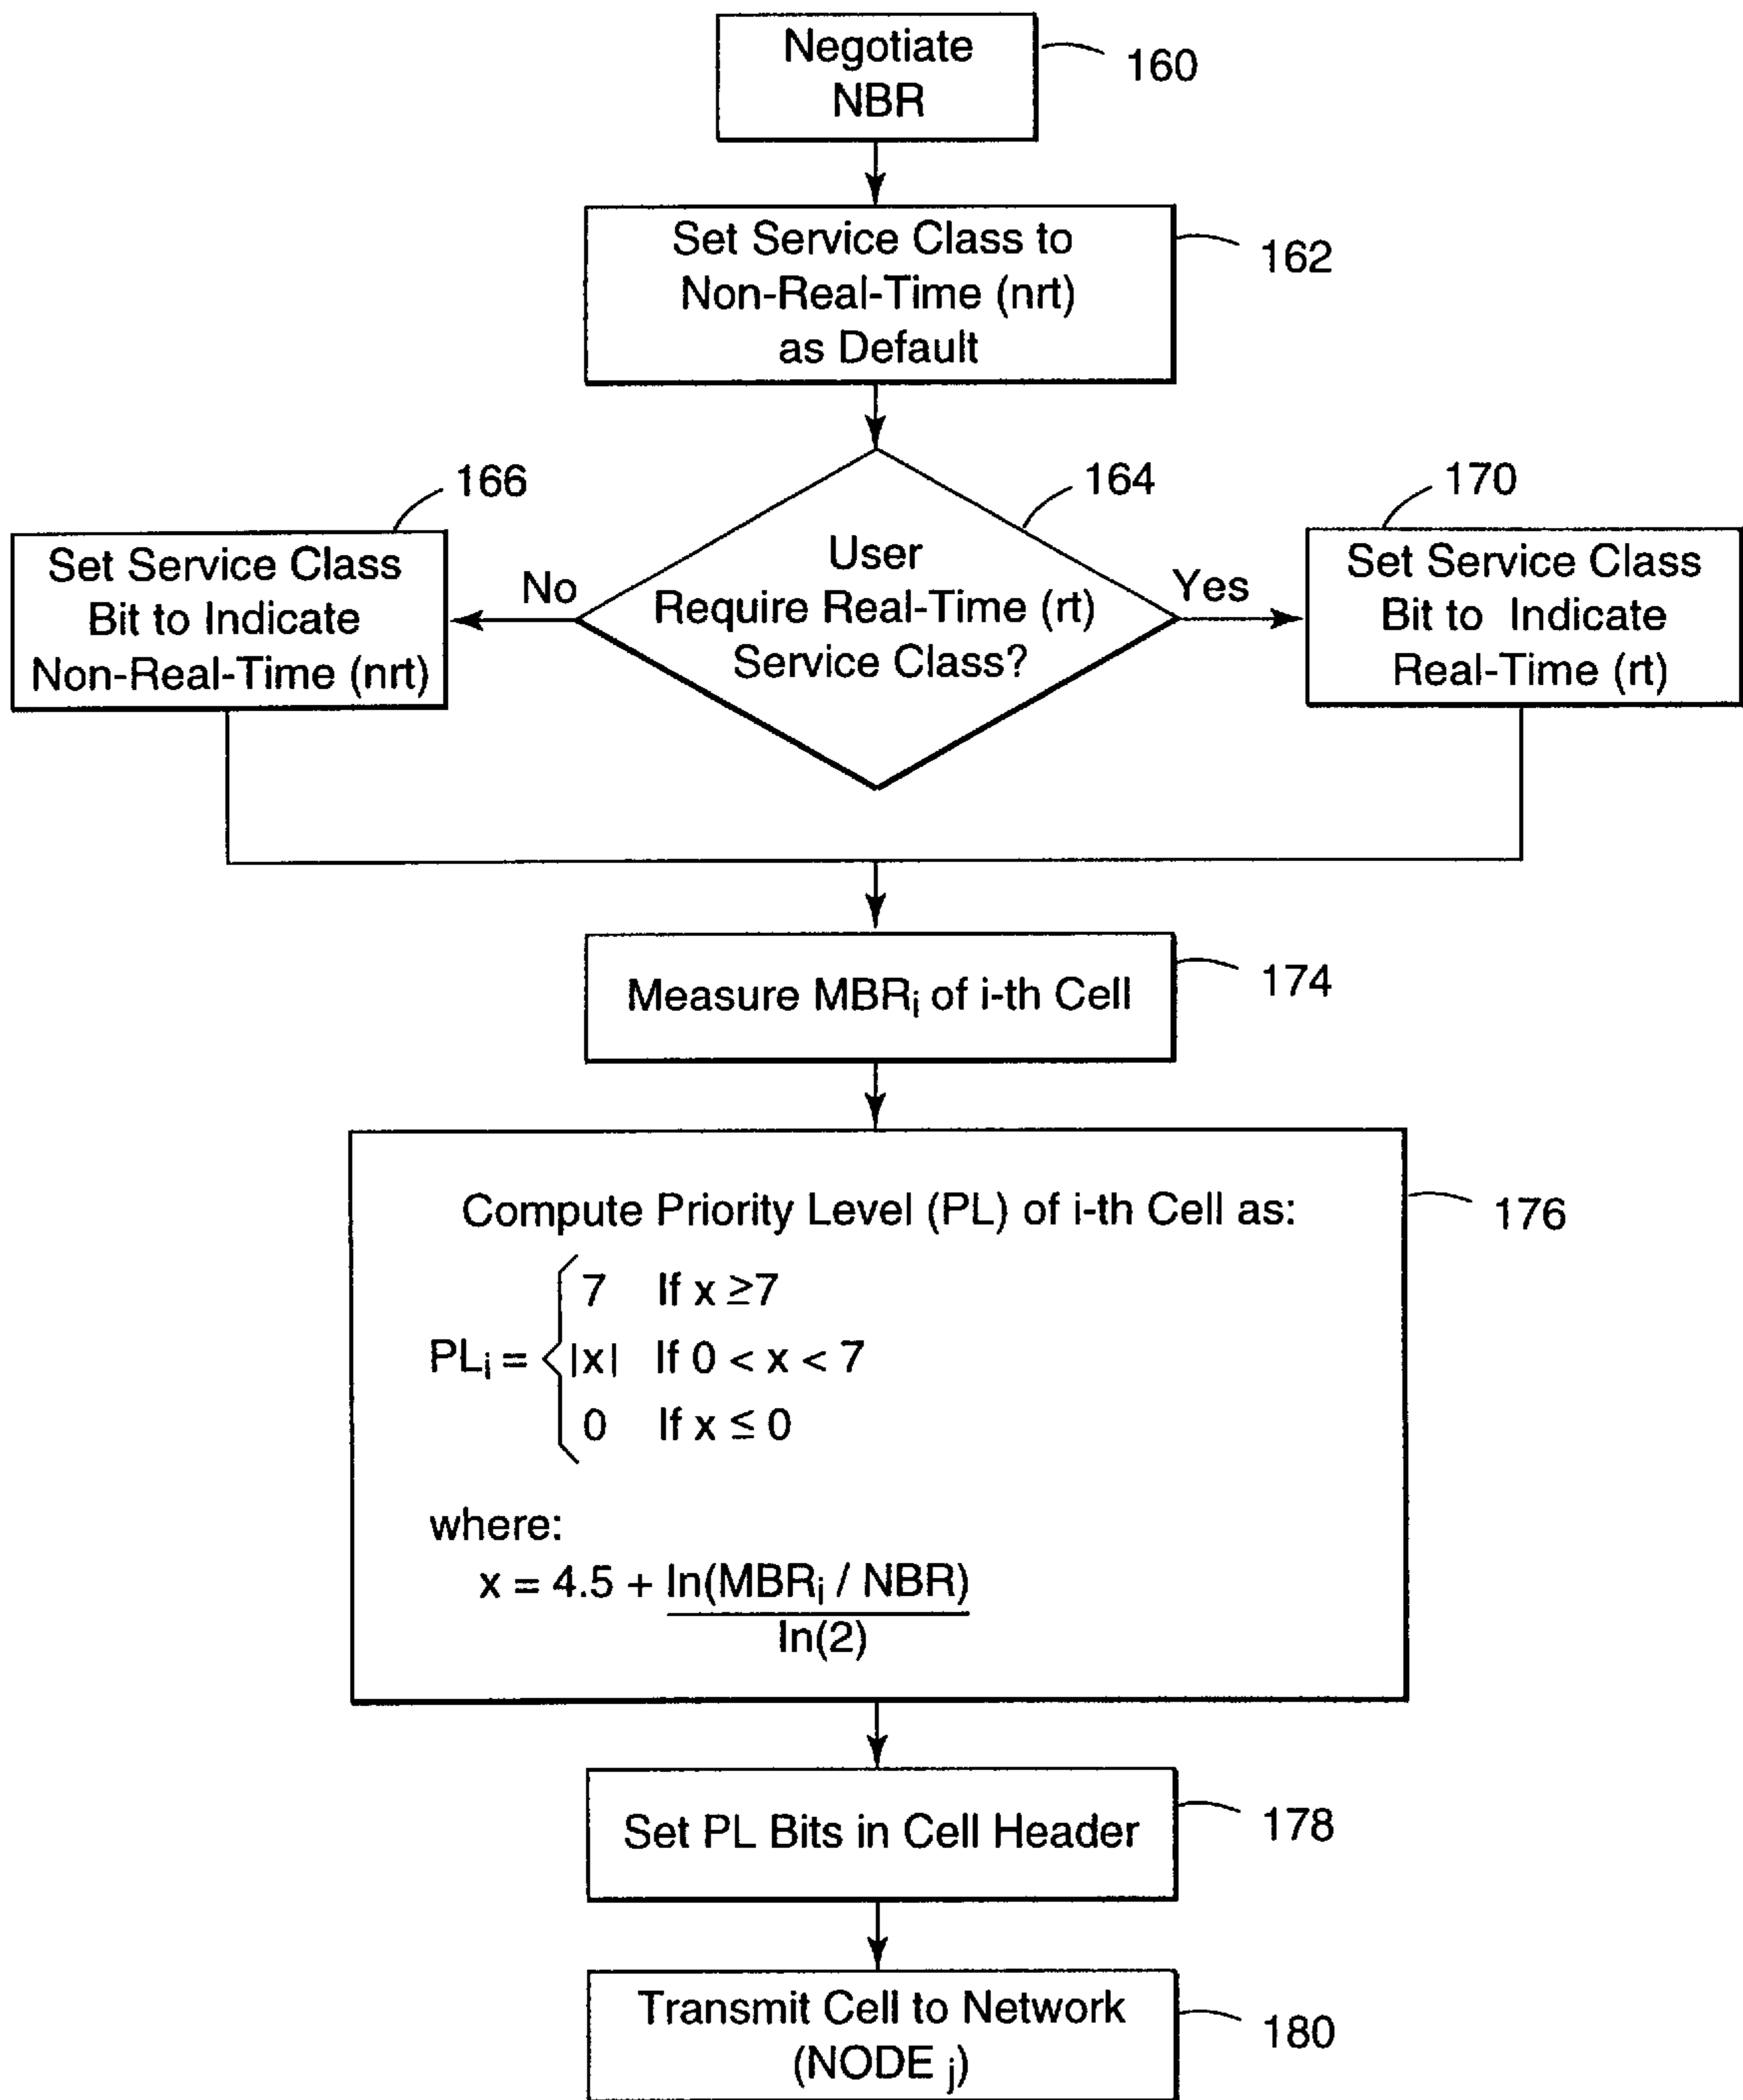 Negotiate
NBR
160
Set Service Class to
Non-Real-Time (nrt)
as Default
162
166
164
170
Set Service Class
Bit to Indicate
Non-Real-Time (nrt)
No
User
Require Real-Time (rt)
Service Class?
Yes
Set Service Class
Bit to Indicate
Real-Time (rt)
Measure MBRi of i-th Cell
174
Compute Priority Level (PL) of i-th Cell as:
176
7 If x ≥7
PLi = |x| If 0 < x < 7
0 If x ≤ 0
where:
x = 4.5 + ln(MBRi / NBR)
ln(2)
Set PL Bits in Cell Header
178
Transmit Cell to Network
(NODE j)
180